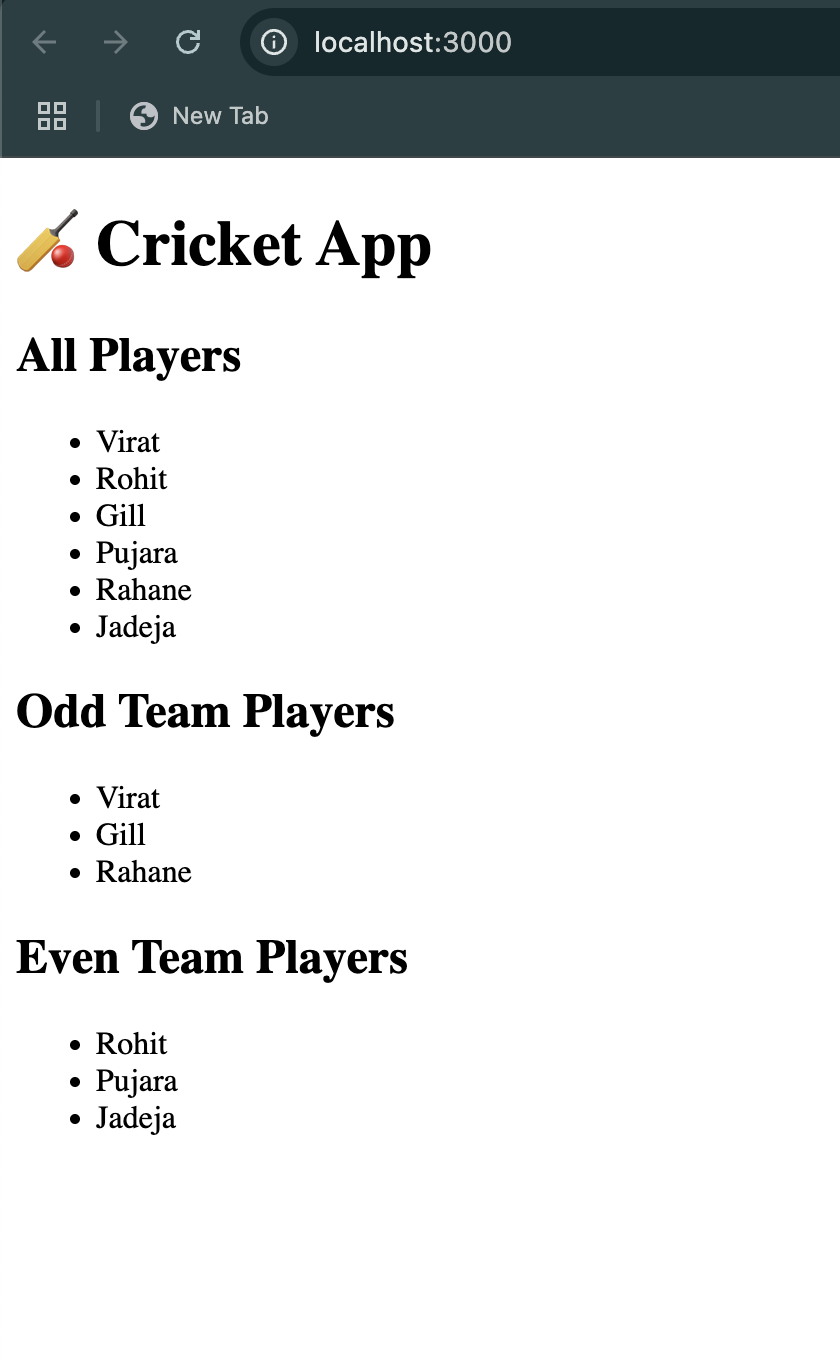 localhost:3000
New Tab
🏏 Cricket App
All Players
• Virat
• Rohit
• Gill
• Pujara
• Rahane
• Jadeja
Odd Team Players
• Virat
• Gill
• Rahane
Even Team Players
• Rohit
• Pujara
• Jadeja